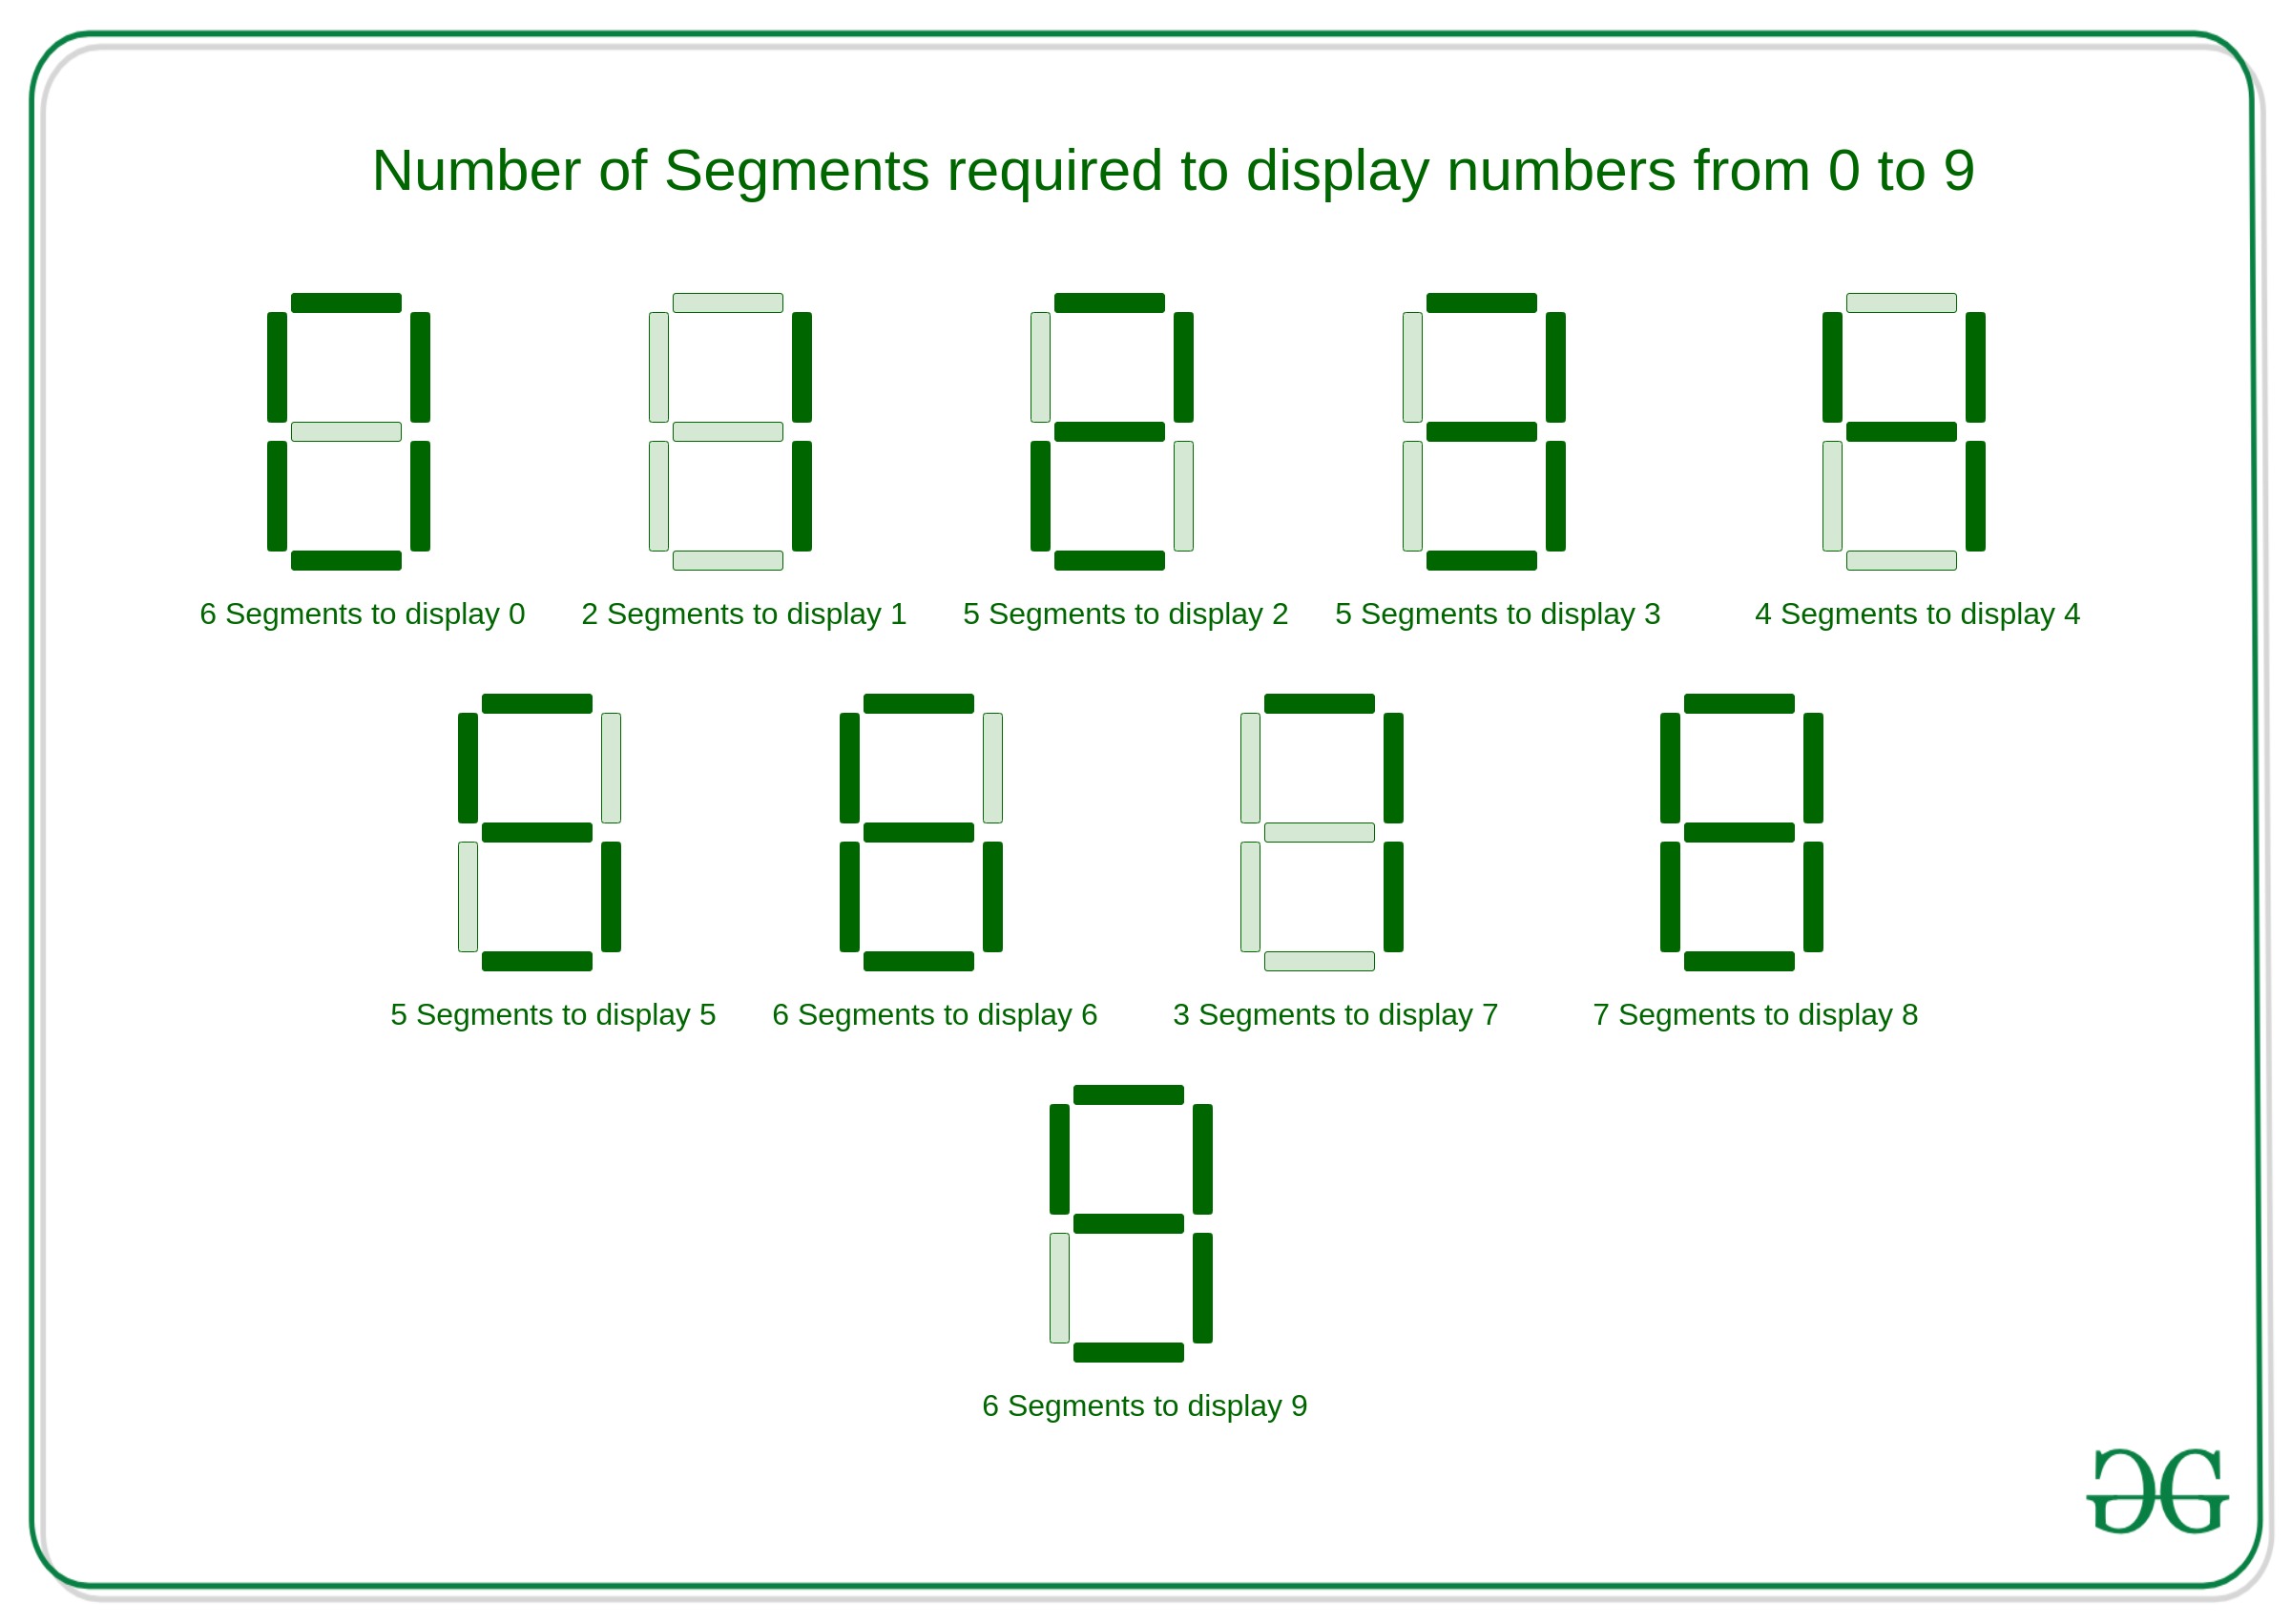 Number of Segments required to display numbers from 0 to 9
6 Segments to display 0
2 Segments to display 1
5 Segments to display 2
5 Segments to display 3
4 Segments to display 4
5 Segments to display 5
6 Segments to display 6
3 Segments to display 7
7 Segments to display 8
6 Segments to display 9